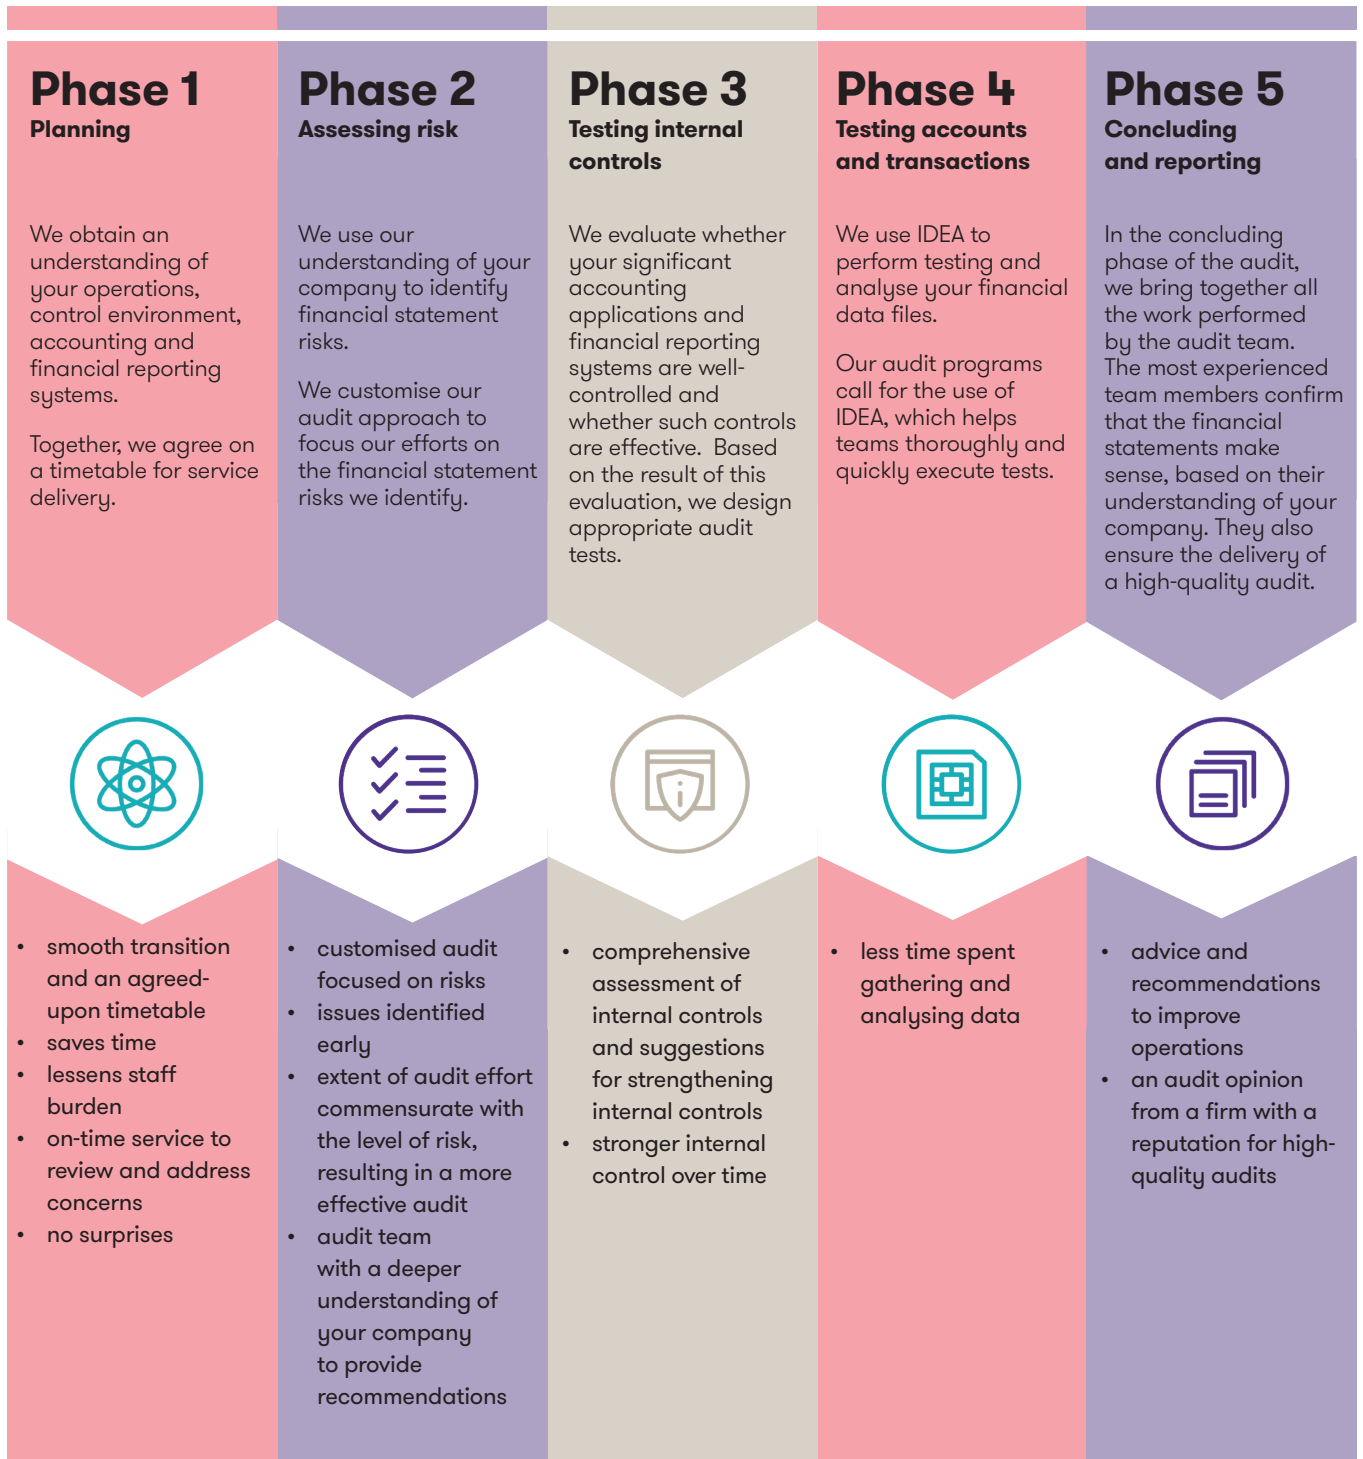 Phase 1
Planning
We obtain an
understanding of
your operations,
control environment,
accounting and
financial reporting
systems.
Together, we agree on
a timetable for service
delivery.
Phase 2
Assessing risk
We use our
understanding of your
company to identify
financial statement
risks.
We customise our
audit approach to
focus our efforts on
the financial statement
risks we identify.
Phase 3
Testing internal
controls
We evaluate whether
your significant
accounting
applications and
financial reporting
systems are well-
controlled and
whether such controls
are effective.  Based
on the result of this
evaluation, we design
appropriate audit
tests.
Phase 4
Testing accounts
and transactions
We use IDEA to
perform testing and
analyse your financial
data files.
Our audit programs
call for the use of
IDEA, which helps
teams thoroughly and
quickly execute tests.
Phase 5
Concluding
and reporting
In the concluding
phase of the audit,
we bring together all
the work performed
by the audit team.
The most experienced
team members confirm
that the financial
statements make
sense, based on their
understanding of your
company. They also
ensure the delivery of
a high-quality audit.
• smooth transition
and an agreed-
upon timetable
• saves time
• lessens staff
burden
• on-time service to
review and address
concerns
• no surprises
• customised audit
focused on risks
• issues identified
early
• extent of audit effort
commensurate with
the level of risk,
resulting in a more
effective audit
• audit team
with a deeper
understanding of
your company
to provide
recommendations
• comprehensive
assessment of
internal controls
and suggestions
for strengthening
internal controls
• stronger internal
control over time
• less time spent
gathering and
analysing data
• advice and
recommendations
to improve
operations
• an audit opinion
from a firm with a
reputation for high-
quality audits